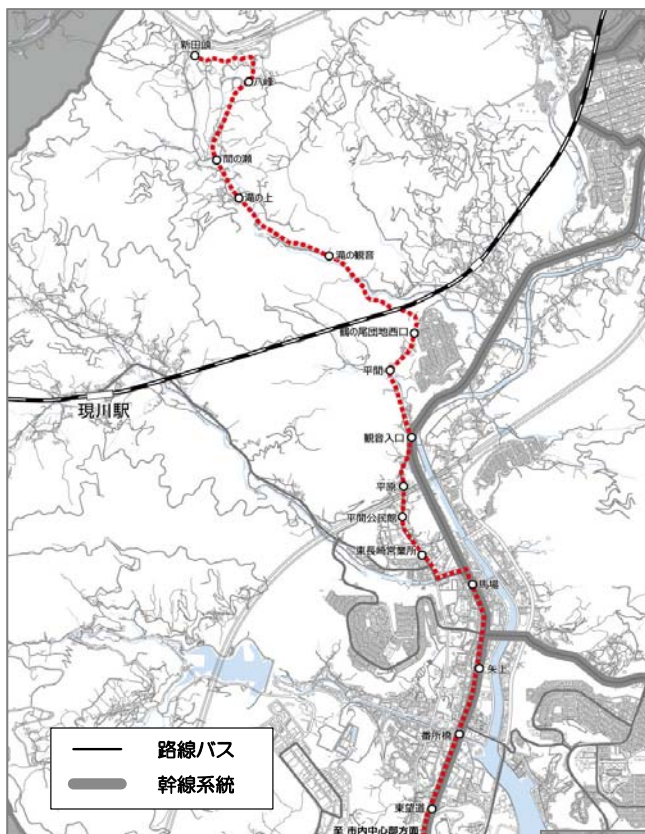 新田頭
八峰
間の瀬
滝の上
滝の観音
鶴の尾団地西口
平間
現川駅
観音入口
平原
平間公民館
東長崎営業所
馬場
矢上
番所橋
東望道
至 市内中心部方面
路線バス
幹線系統